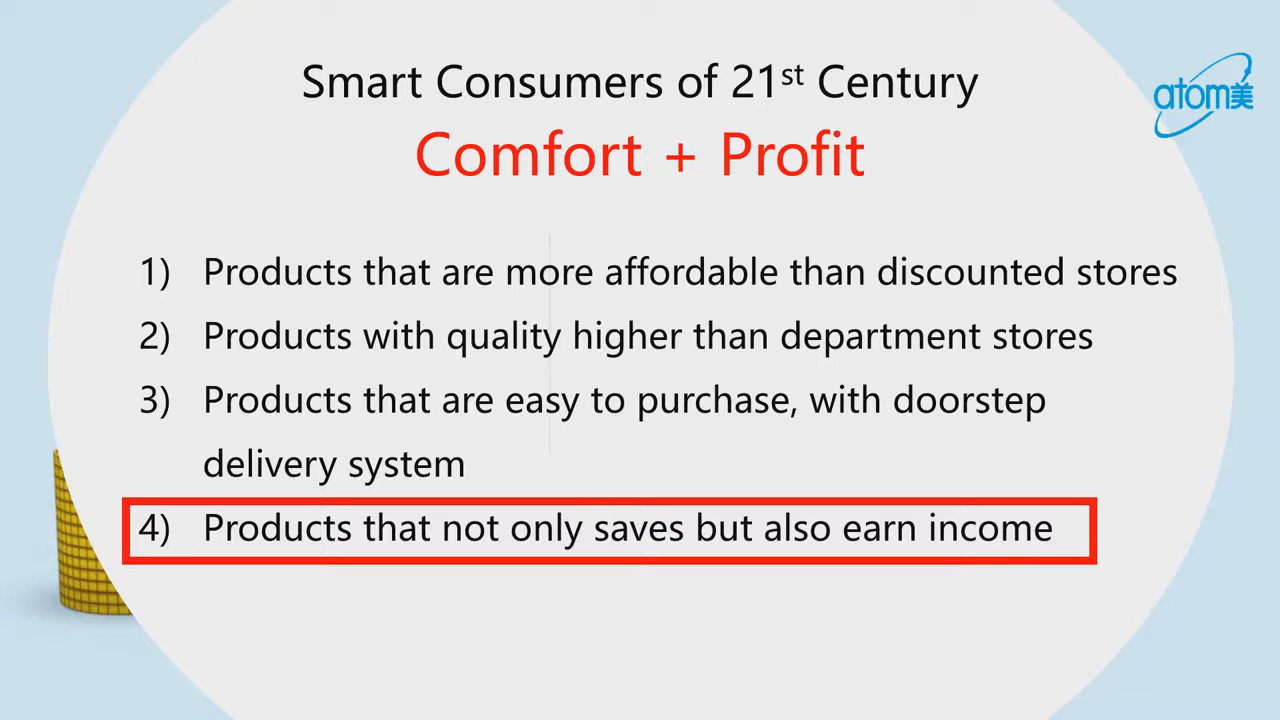 Smart Consumers of 21st Century
atom美
Comfort + Profit
1) Products that are more affordable than discounted stores
2) Products with quality higher than department stores
3) Products that are easy to purchase, with doorstep
delivery system
4) Products that not only saves but also earn income